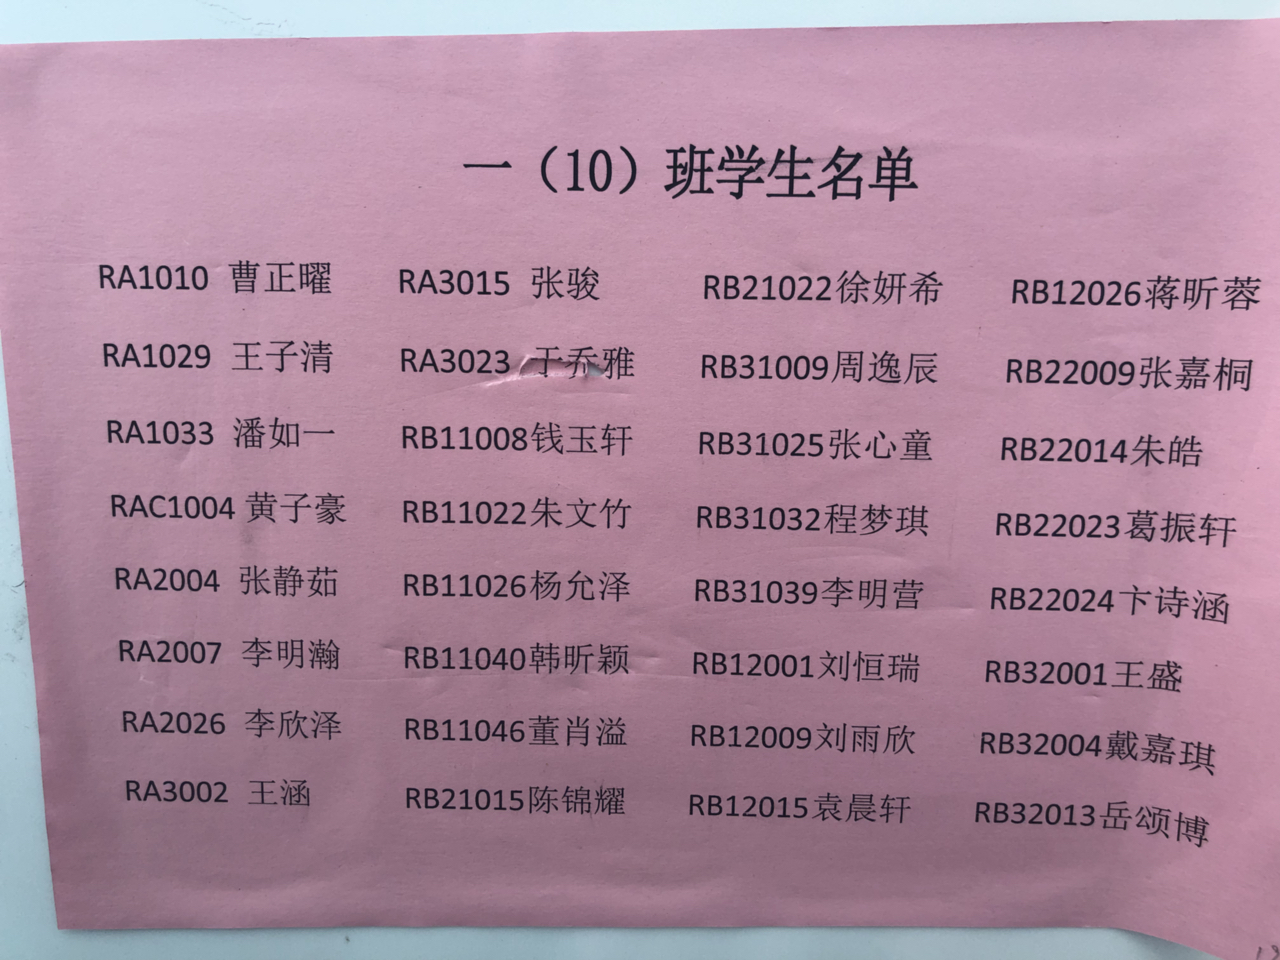 一（10）班学生名单
RA1010 曹正曜 RA3015 张骏 RB21022徐妍希 RB12026蒋昕蓉
RA1029 王子清 RA3023 于乔雅 RB31009周逸辰 RB22009张嘉桐
RA1033 潘如一 RB11008钱玉轩 RB31025张心童 RB22014朱皓
RAC1004 黄子豪 RB11022朱文竹 RB31032程梦琪 RB22023葛振轩
RA2004 张静茹 RB11026杨允泽 RB31039李明营 RB22024卞诗涵
RA2007 李明瀚 RB11040韩昕颖 RB12001刘恒瑞 RB32001王盛
RA2026 李欣泽 RB11046董肖溢 RB12009刘雨欣 RB32004戴嘉琪
RA3002 王涵 RB21015陈锦耀 RB12015袁晨轩 RB32013岳颂博